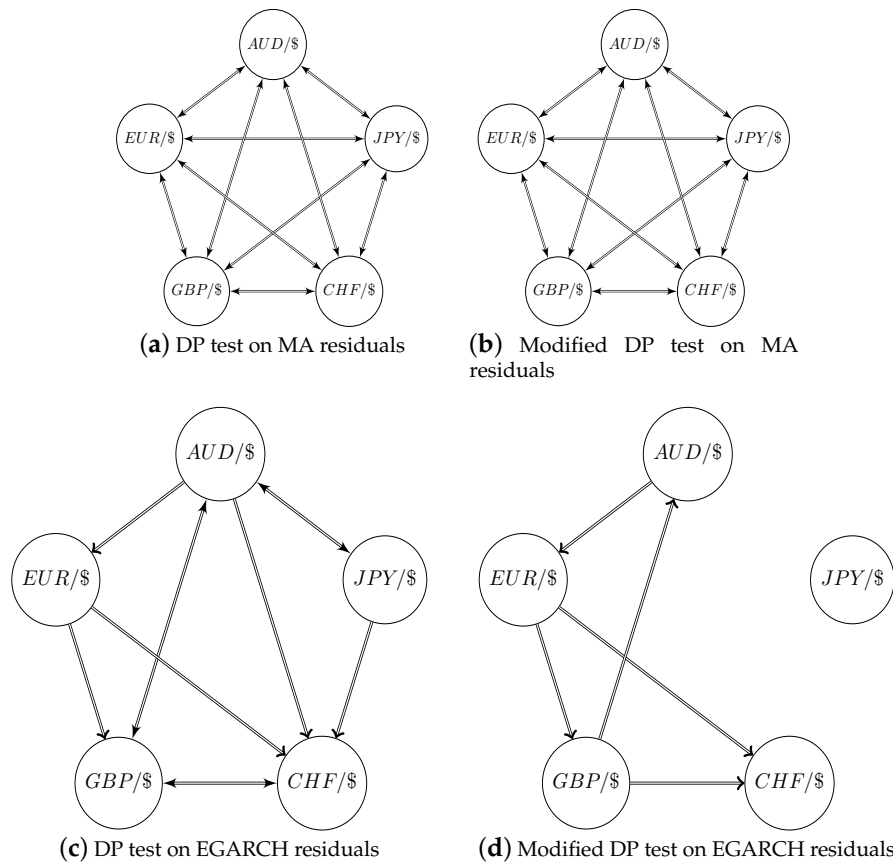 AUD/$
EUR/$
JPY/$
GBP/$
CHF/$
(a) DP test on MA residuals
AUD/$
EUR/$
JPY/$
GBP/$
CHF/$
(b) Modified DP test on MA
residuals
AUD/$
EUR/$
JPY/$
GBP/$
CHF/$
(c) DP test on EGARCH residuals
AUD/$
EUR/$
JPY/$
GBP/$
CHF/$
(d) Modified DP test on EGARCH residuals